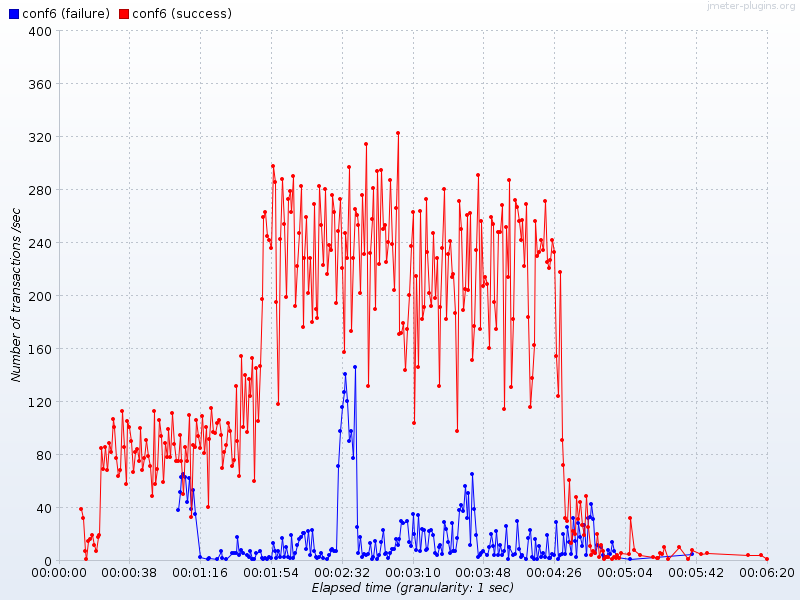 jmeter-plugins.org
conf6 (failure) conf6 (success)
400
360
320
280
240
200
160
120
80
40
0
Number of transactions /sec
00:00:00 00:00:38 00:01:16 00:01:54 00:02:32 00:03:10 00:03:48 00:04:26 00:05:04 00:05:42 00:06:20
Elapsed time (granularity: 1 sec)